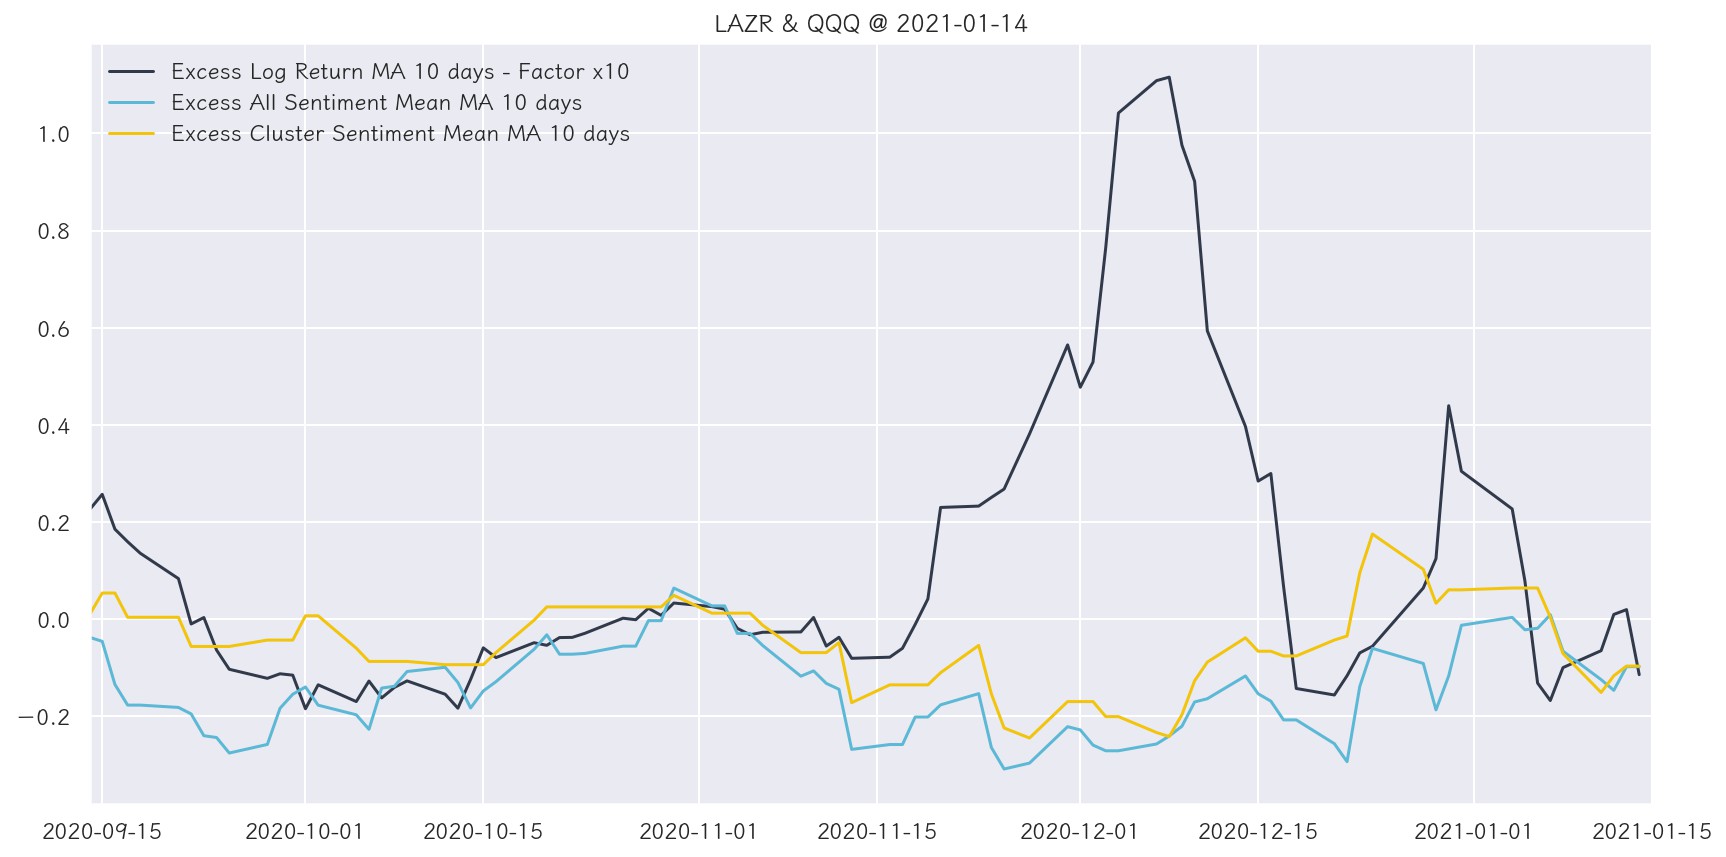 LAZR & QQQ @ 2021-01-14
Excess Log Return MA 10 days - Factor x10
Excess All Sentiment Mean MA 10 days
Excess Cluster Sentiment Mean MA 10 days
1.0
0.8
0.6
0.4
0.2
0.0
−0.2
2020-09-15 2020-10-01 2020-10-15 2020-11-01 2020-11-15 2020-12-01 2020-12-15 2021-01-01 2021-01-15